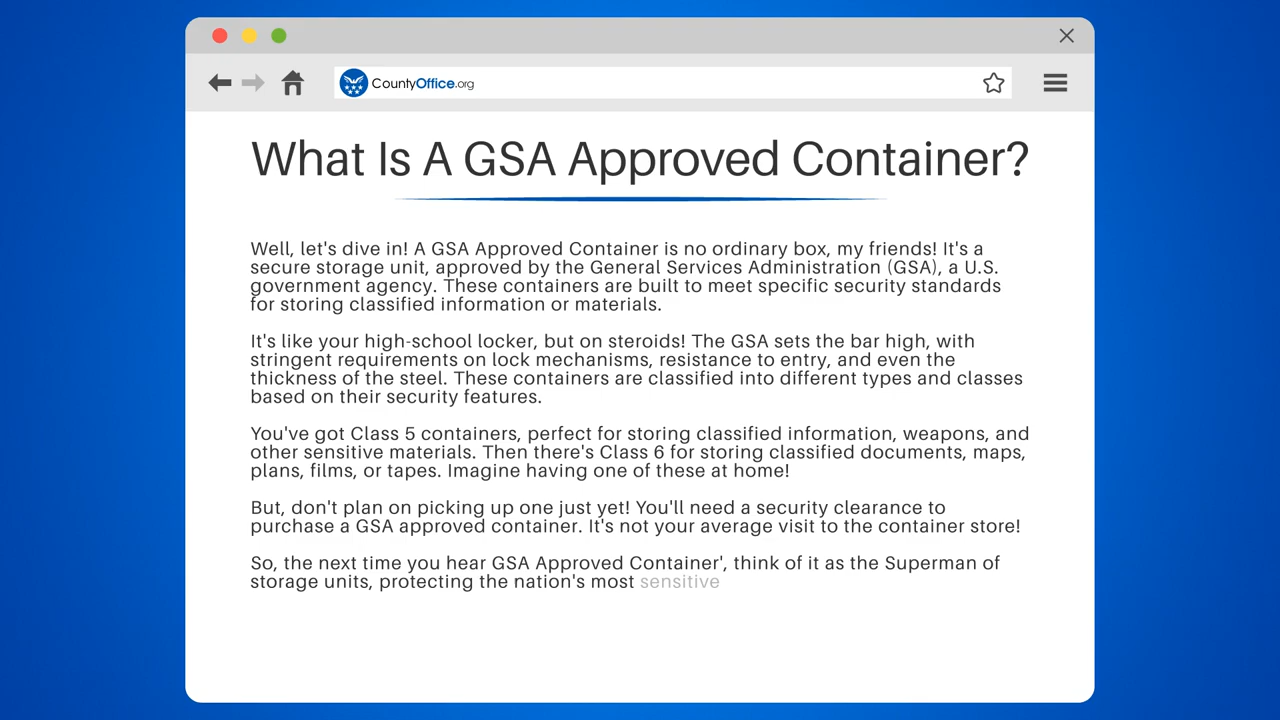 CountyOffice.org
What Is A GSA Approved Container?
Well, let's dive in! A GSA Approved Container is no ordinary box, my friends! It's a
secure storage unit, approved by the General Services Administration (GSA), a U.S.
government agency. These containers are built to meet specific security standards
for storing classified information or materials.
It's like your high-school locker, but on steroids! The GSA sets the bar high, with
stringent requirements on lock mechanisms, resistance to entry, and even the
thickness of the steel. These containers are classified into different types and classes
based on their security features.
You've got Class 5 containers, perfect for storing classified information, weapons, and
other sensitive materials. Then there's Class 6 for storing classified documents, maps,
plans, films, or tapes. Imagine having one of these at home!
But, don't plan on picking up one just yet! You'll need a security clearance to
purchase a GSA approved container. It's not your average visit to the container store!
So, the next time you hear GSA Approved Container', think of it as the Superman of
storage units, protecting the nation's most sensitive